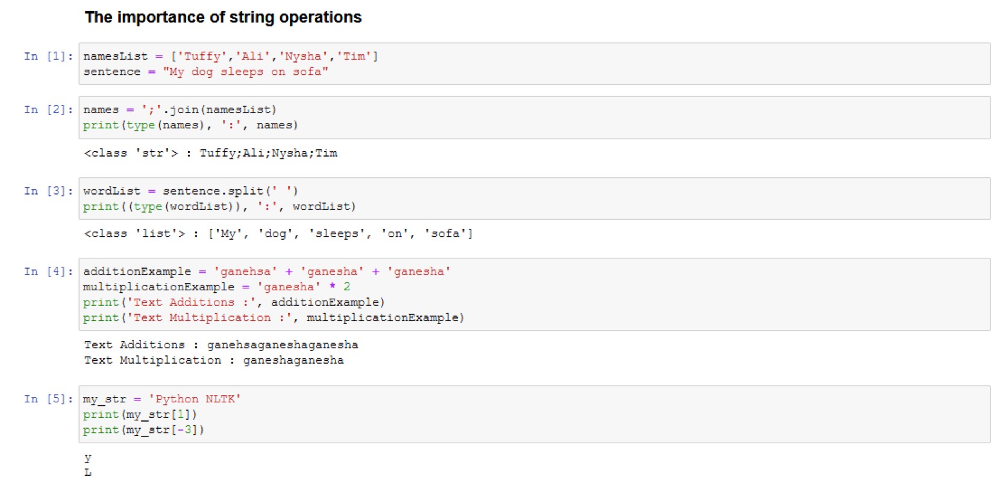 The importance of string operations
In [1]: namesList = ['Tuffy','Ali','Nysha','Tim']
sentence = "My dog sleeps on sofa"
In [2]: names = ';'.join(namesList)
print(type(names), ':', names)
<class 'str'> : Tuffy;Ali;Nysha;Tim
In [3]: wordList = sentence.split(' ')
print((type(wordList)), ':', wordList)
<class 'list'> : ['My', 'dog', 'sleeps', 'on', 'sofa']
In [4]: additionExample = 'ganehsa' + 'ganesha' + 'ganesha'
multiplicationExample = 'ganesha' * 2
print('Text Additions :', additionExample)
print('Text Multiplication :', multiplicationExample)
Text Additions : ganehsaganeshaganesha
Text Multiplication : ganeshaganesha
In [5]: my_str = 'Python NLTK'
print(my_str[1])
print(my_str[-3])
y
L